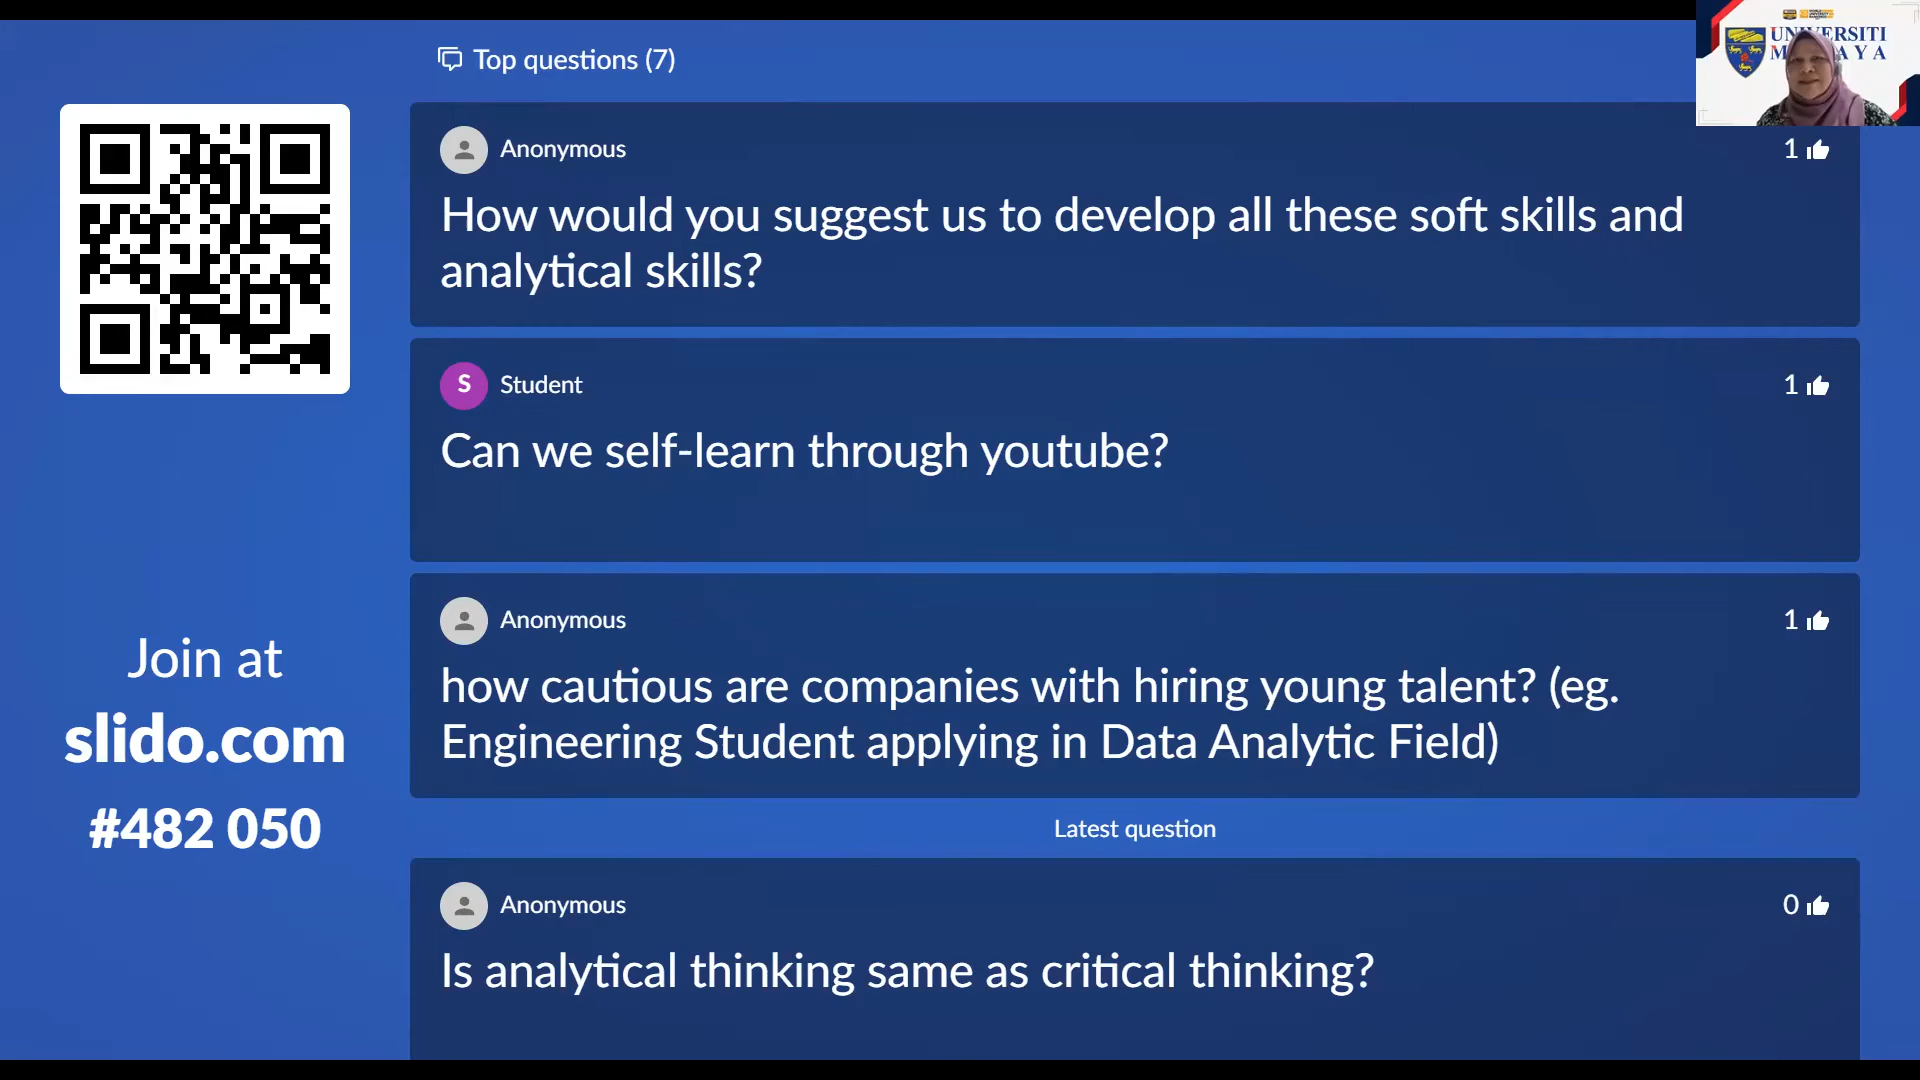 Top questions (7)
UNIVERSITI
Anonymous
1
How would you suggest us to develop all these soft skills and
analytical skills?
S
Student
1
Can we self-learn through youtube?
Anonymous
1
how cautious are companies with hiring young talent? (eg.
Engineering Student applying in Data Analytic Field)
Latest question
Anonymous
0
Is analytical thinking same as critical thinking?
Join at
slido.com
#482 050